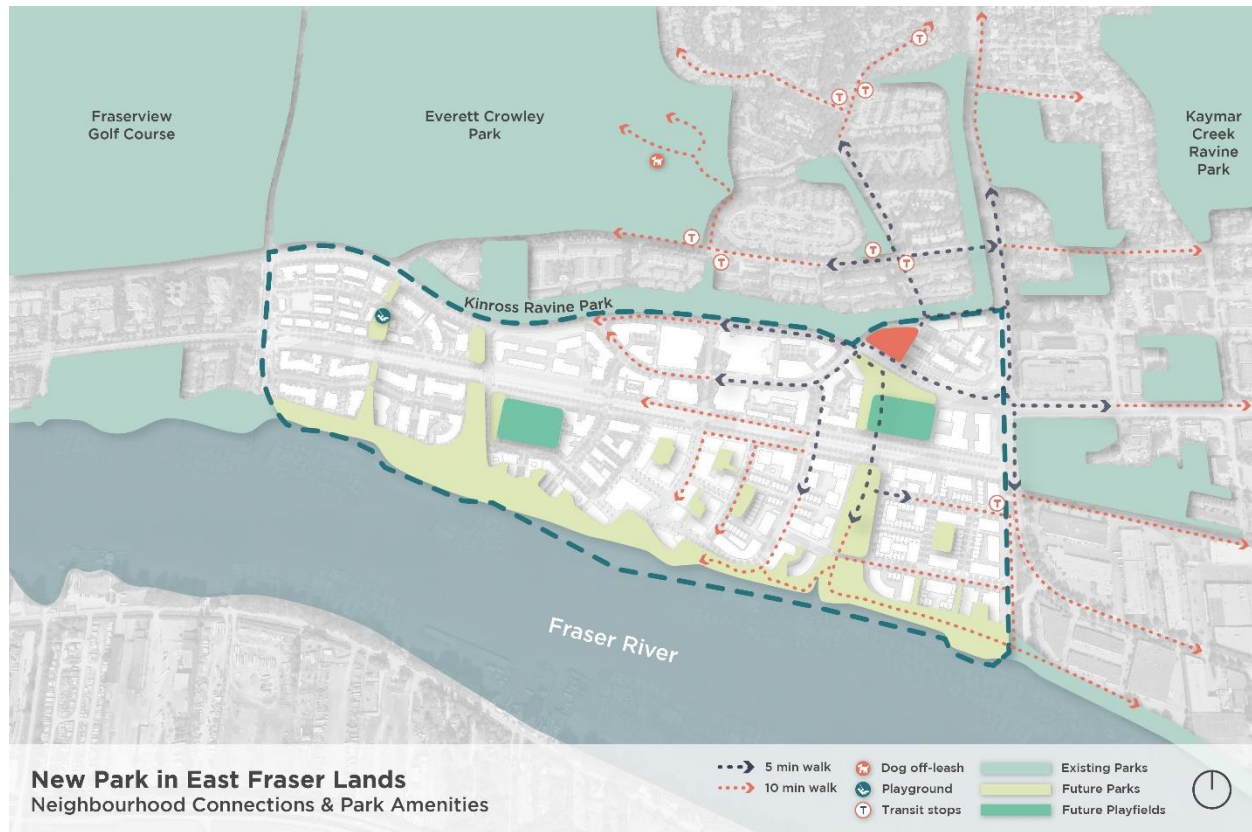 Fraserview
Golf Course
Everett Crowley
Park
Kaymar
Creek
Ravine
Park
T
T
T
T
T
T
T
Kinross Ravine Park
T
Fraser River
New Park in East Fraser Lands
Neighbourhood Connections & Park Amenities
5 min walk
10 min walk
Dog off-leash
Playground
T Transit stops
Existing Parks
Future Parks
Future Playfields